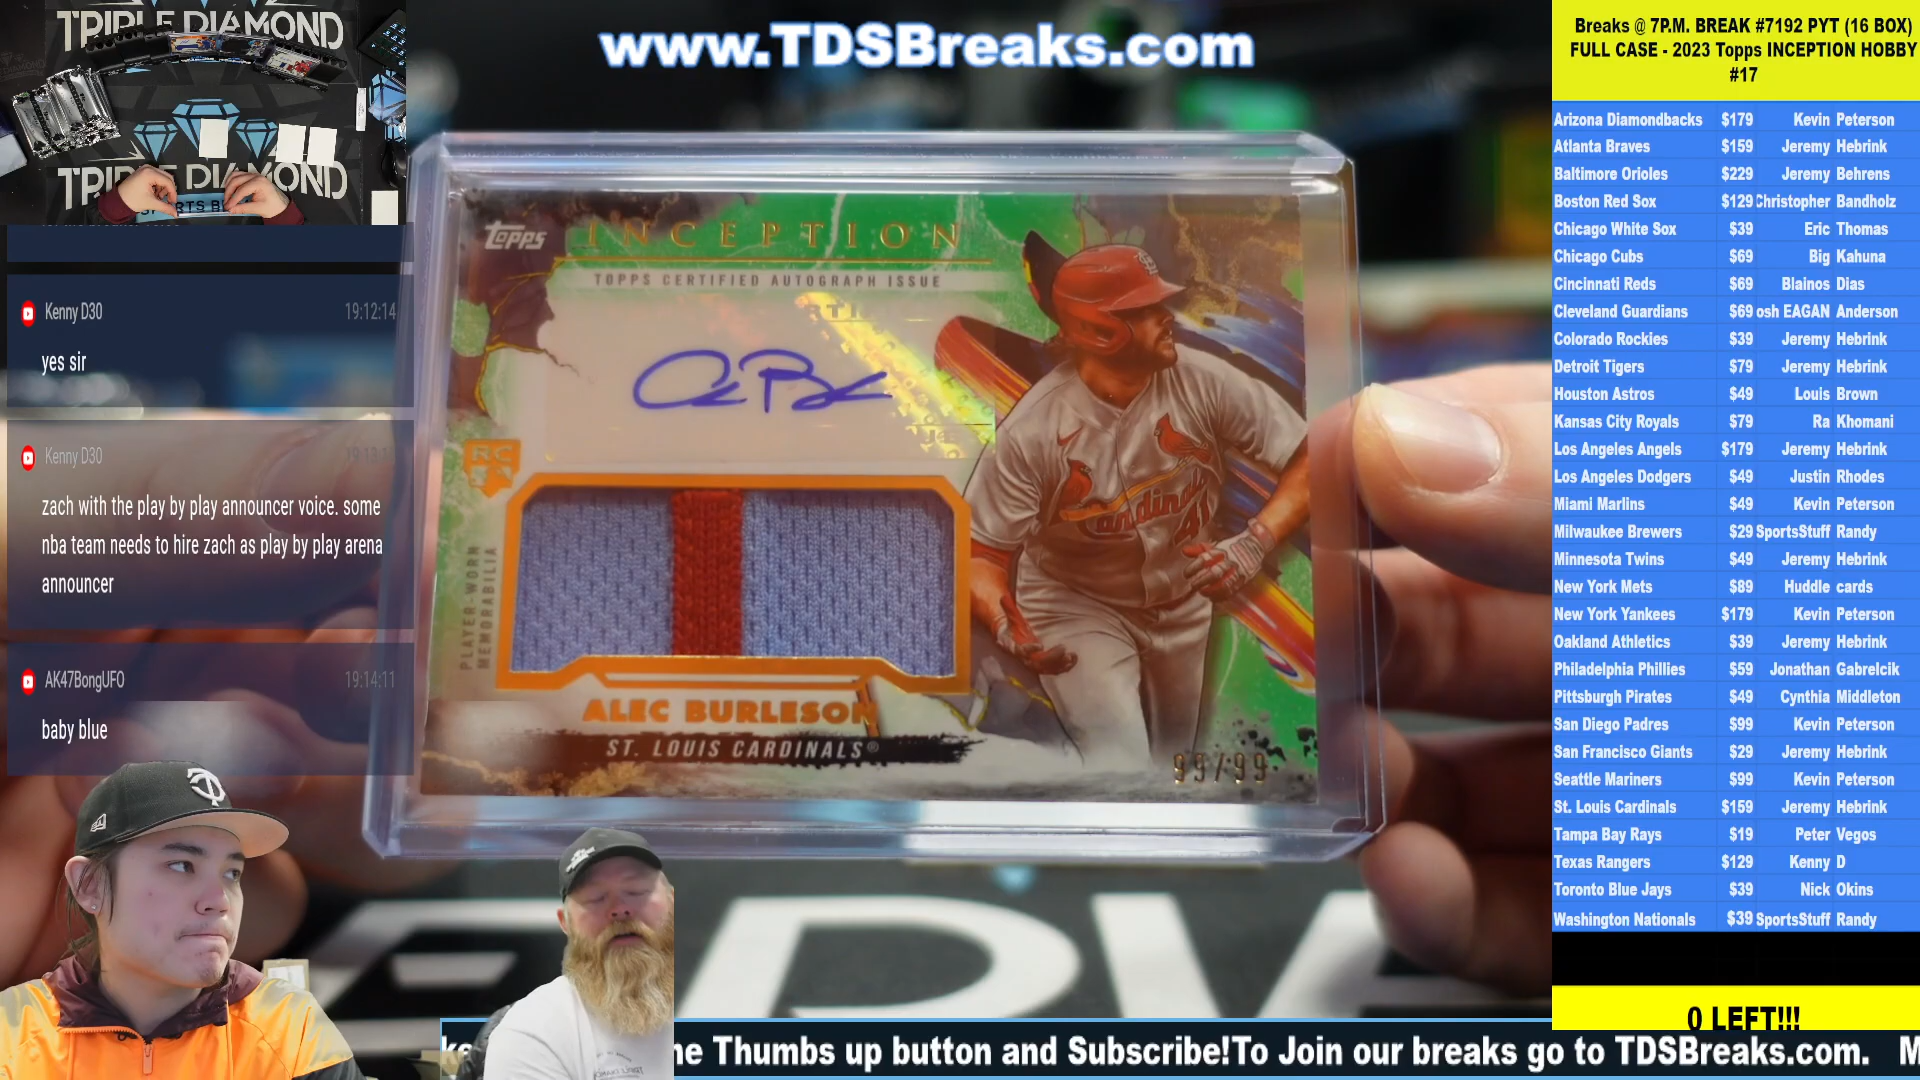 www.TDSBreaks.com
TRIPLE DIAMOND
TRIPLE DIAMOND
Kenny D30 19:12:14
yes sir
Kenny D30
zach with the play by play announcer voice. some
nba team needs to hire zach as play by play arena
announcer
AK47BongUFO 19:14:11
baby blue
topps INCEPTION
TOPPS CERTIFIED AUTOGRAPH ISSUE
RC
PLAYER-WORN
MEMORABILIA
Cardinals
ALEC BURLESON
ST. LOUIS CARDINALS®
99/99
Breaks @ 7P.M. BREAK #7192 PYT (16 BOX)
FULL CASE - 2023 Topps INCEPTION HOBBY
#17
Arizona Diamondbacks $179 Kevin Peterson
Atlanta Braves $159 Jeremy Hebrink
Baltimore Orioles $229 Jeremy Behrens
Boston Red Sox $129 Christopher Bandholz
Chicago White Sox $39 Eric Thomas
Chicago Cubs $69 Big Kahuna
Cincinnati Reds $69 Blainos Dias
Cleveland Guardians $69 osh EAGAN Anderson
Colorado Rockies $39 Jeremy Hebrink
Detroit Tigers $79 Jeremy Hebrink
Houston Astros $49 Louis Brown
Kansas City Royals $79 Ra Khomani
Los Angeles Angels $179 Jeremy Hebrink
Los Angeles Dodgers $49 Justin Rhodes
Miami Marlins $49 Kevin Peterson
Milwaukee Brewers $29 SportsStuff Randy
Minnesota Twins $49 Jeremy Hebrink
New York Mets $89 Huddle cards
New York Yankees $179 Kevin Peterson
Oakland Athletics $39 Jeremy Hebrink
Philadelphia Phillies $59 Jonathan Gabrelcik
Pittsburgh Pirates $49 Cynthia Middleton
San Diego Padres $99 Kevin Peterson
San Francisco Giants $29 Jeremy Hebrink
Seattle Mariners $99 Kevin Peterson
St. Louis Cardinals $159 Jeremy Hebrink
Tampa Bay Rays $19 Peter Vegos
Texas Rangers $129 Kenny D
Toronto Blue Jays $39 Nick Okins
Washington Nationals $39 SportsStuff Randy
0 LEFT!!!
he Thumbs up button and Subscribe!To Join our breaks go to TDSBreaks.com. M